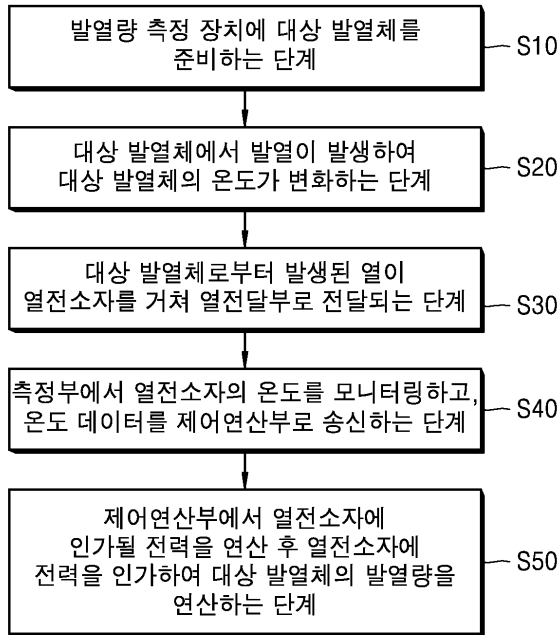 발열량 측정 장치에 대상 발열체를
준비하는 단계
S10
대상 발열체에서 발열이 발생하여
대상 발열체의 온도가 변화하는 단계
S20
대상 발열체로부터 발생된 열이
열전소자를 거쳐 열전달부로 전달되는 단계
S30
측정부에서 열전소자의 온도를 모니터링하고,
온도 데이터를 제어연산부로 송신하는 단계
S40
제어연산부에서 열전소자에
인가될 전력을 연산 후 열전소자에
전력을 인가하여 대상 발열체의 발열량을
연산하는 단계
S50